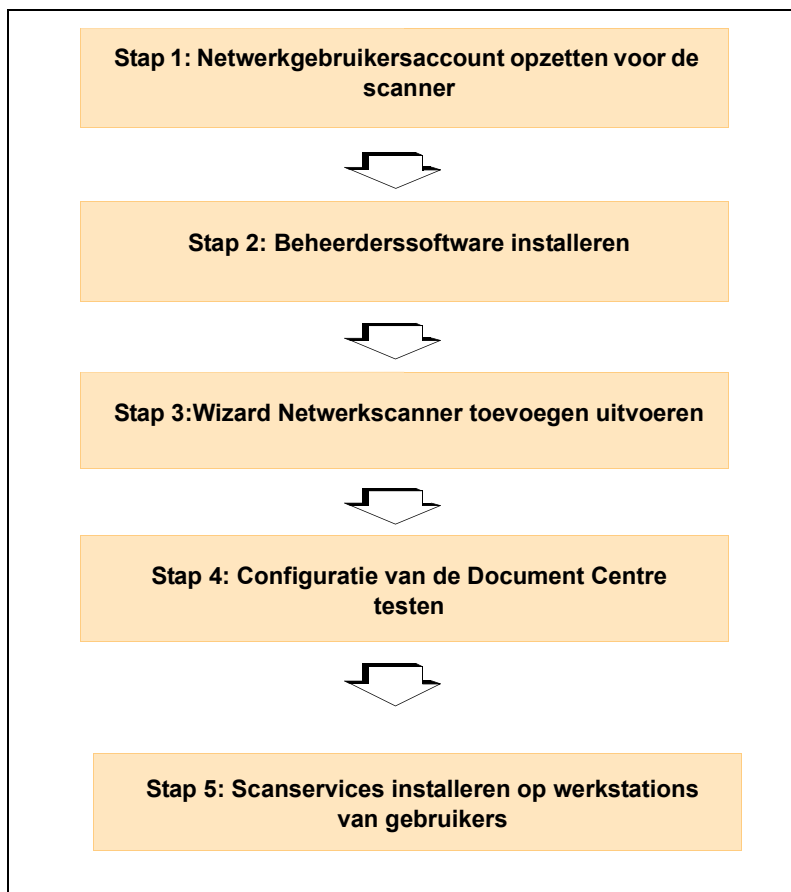 Stap 1: Netwerkgebruikersaccount opzetten voor de
scanner
Stap 2: Beheerderssoftware installeren
Stap 3:Wizard Netwerkscanner toevoegen uitvoeren
Stap 4: Configuratie van de Document Centre
testen
Stap 5: Scanservices installeren op werkstations
van gebruikers